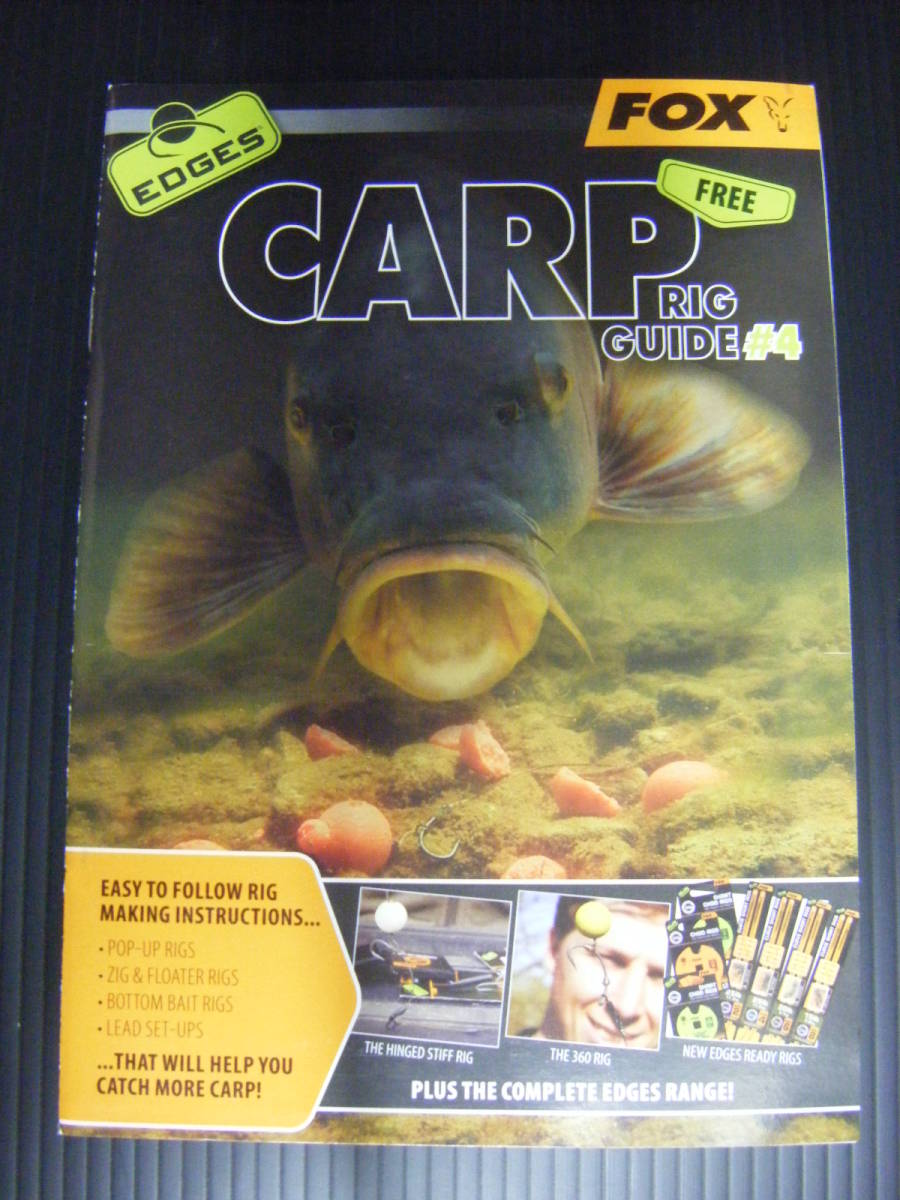 EDGES
FOX
FREE
CARP
RIG
GUIDE #4
EASY TO FOLLOW RIG
MAKING INSTRUCTIONS...
• POP-UP RIGS
• ZIG & FLOATER RIGS
• BOTTOM BAIT RIGS
• LEAD SET-UPS
...THAT WILL HELP YOU
CATCH MORE CARP!
THE HINGED STIFF RIG
THE 360 RIG
NEW EDGES READY RIGS
PLUS THE COMPLETE EDGES RANGE!